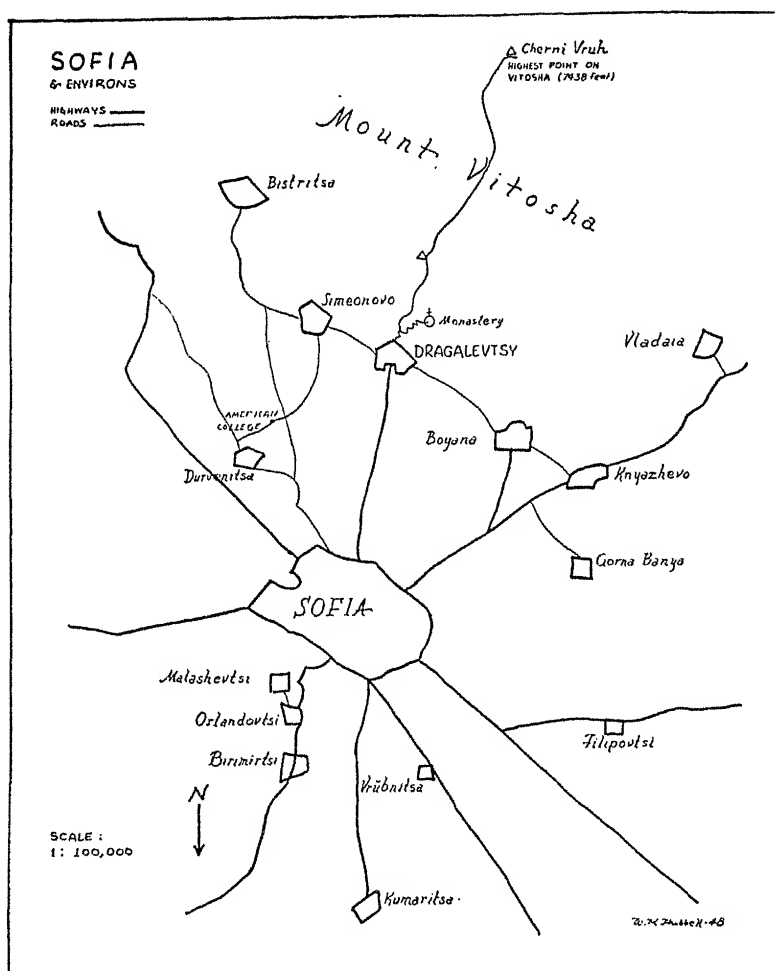 SOFIA
& ENVIRONS
HIGHWAYS
ROADS
Cherni Vruh
HIGHEST POINT ON
VITOSHA (7438 feet)
Mount. Vitosha
Bistritsa
Simeonovo
Monastery
DRAGALEVTSY
Vladaia
AMERICAN
COLLEGE
Boyana
Durvenitsa
Knyazhevo
Gorna Banya
SOFIA
Malashevtsi
Orlandovtsi
Filipovtsi
Birimirtsi
Vrŭbnitsa
N
SCALE :
1: 100,000
Kumaritsa.